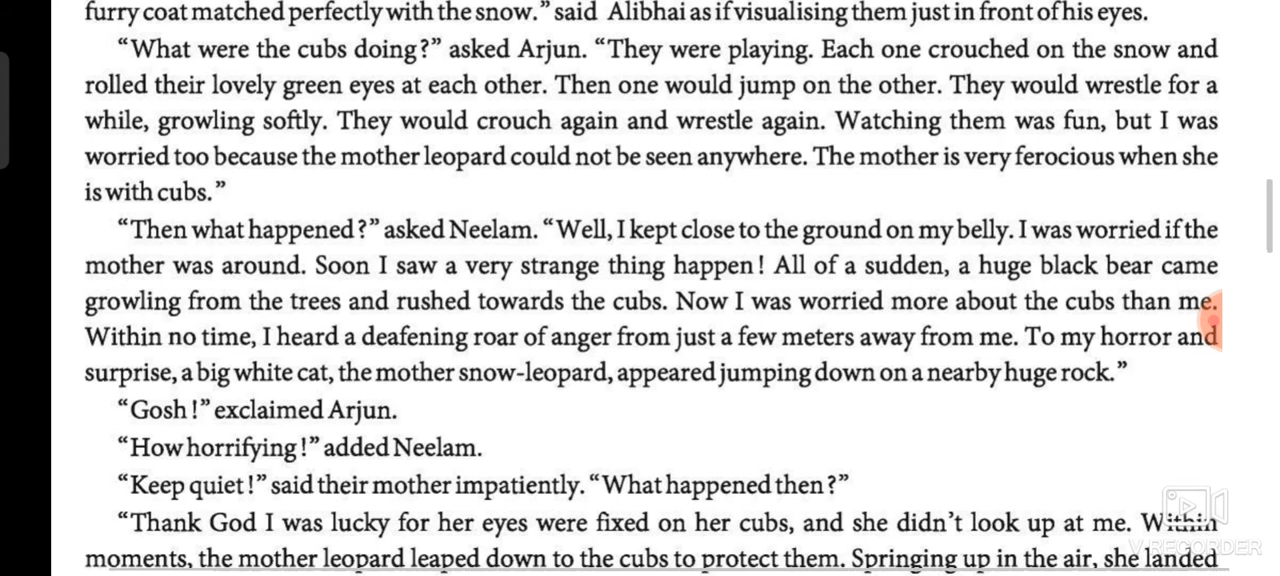 furry coat matched perfectly with the snow.” said Alibhai as if visualising them just in front of his eyes.
“What were the cubs doing?” asked Arjun. “They were playing. Each one crouched on the snow and
rolled their lovely green eyes at each other. Then one would jump on the other. They would wrestle for a
while, growling softly. They would crouch again and wrestle again. Watching them was fun, but I was
worried too because the mother leopard could not be seen anywhere. The mother is very ferocious when she
is with cubs.”
“Then what happened?” asked Neelam. “Well, I kept close to the ground on my belly. I was worried if the
mother was around. Soon I saw a very strange thing happen! All of a sudden, a huge black bear came
growling from the trees and rushed towards the cubs. Now I was worried more about the cubs than me.
Within no time, I heard a deafening roar of anger from just a few meters away from me. To my horror and
surprise, a big white cat, the mother snow-leopard, appeared jumping down on a nearby huge rock.”
“Gosh!” exclaimed Arjun.
“How horrifying!” added Neelam.
“Keep quiet!” said their mother impatiently. “What happened then?”
“Thank God I was lucky for her eyes were fixed on her cubs, and she didn’t look up at me. Within
moments, the mother leopard leaped down to the cubs to protect them. Springing up in the air, she landed
V RECORDER